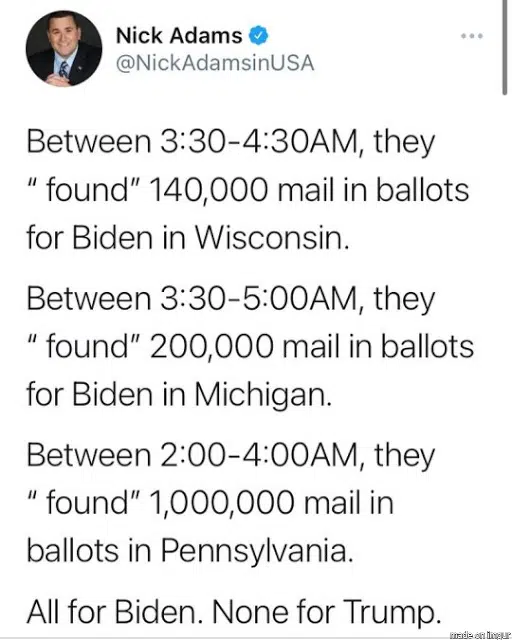 Nick Adams
@NickAdamsinUSA
Between 3:30-4:30AM, they
“ found” 140,000 mail in ballots
for Biden in Wisconsin.
Between 3:30-5:00AM, they
“ found” 200,000 mail in ballots
for Biden in Michigan.
Between 2:00-4:00AM, they
“ found” 1,000,000 mail in
ballots in Pennsylvania.
All for Biden. None for Trump.
made on imgur